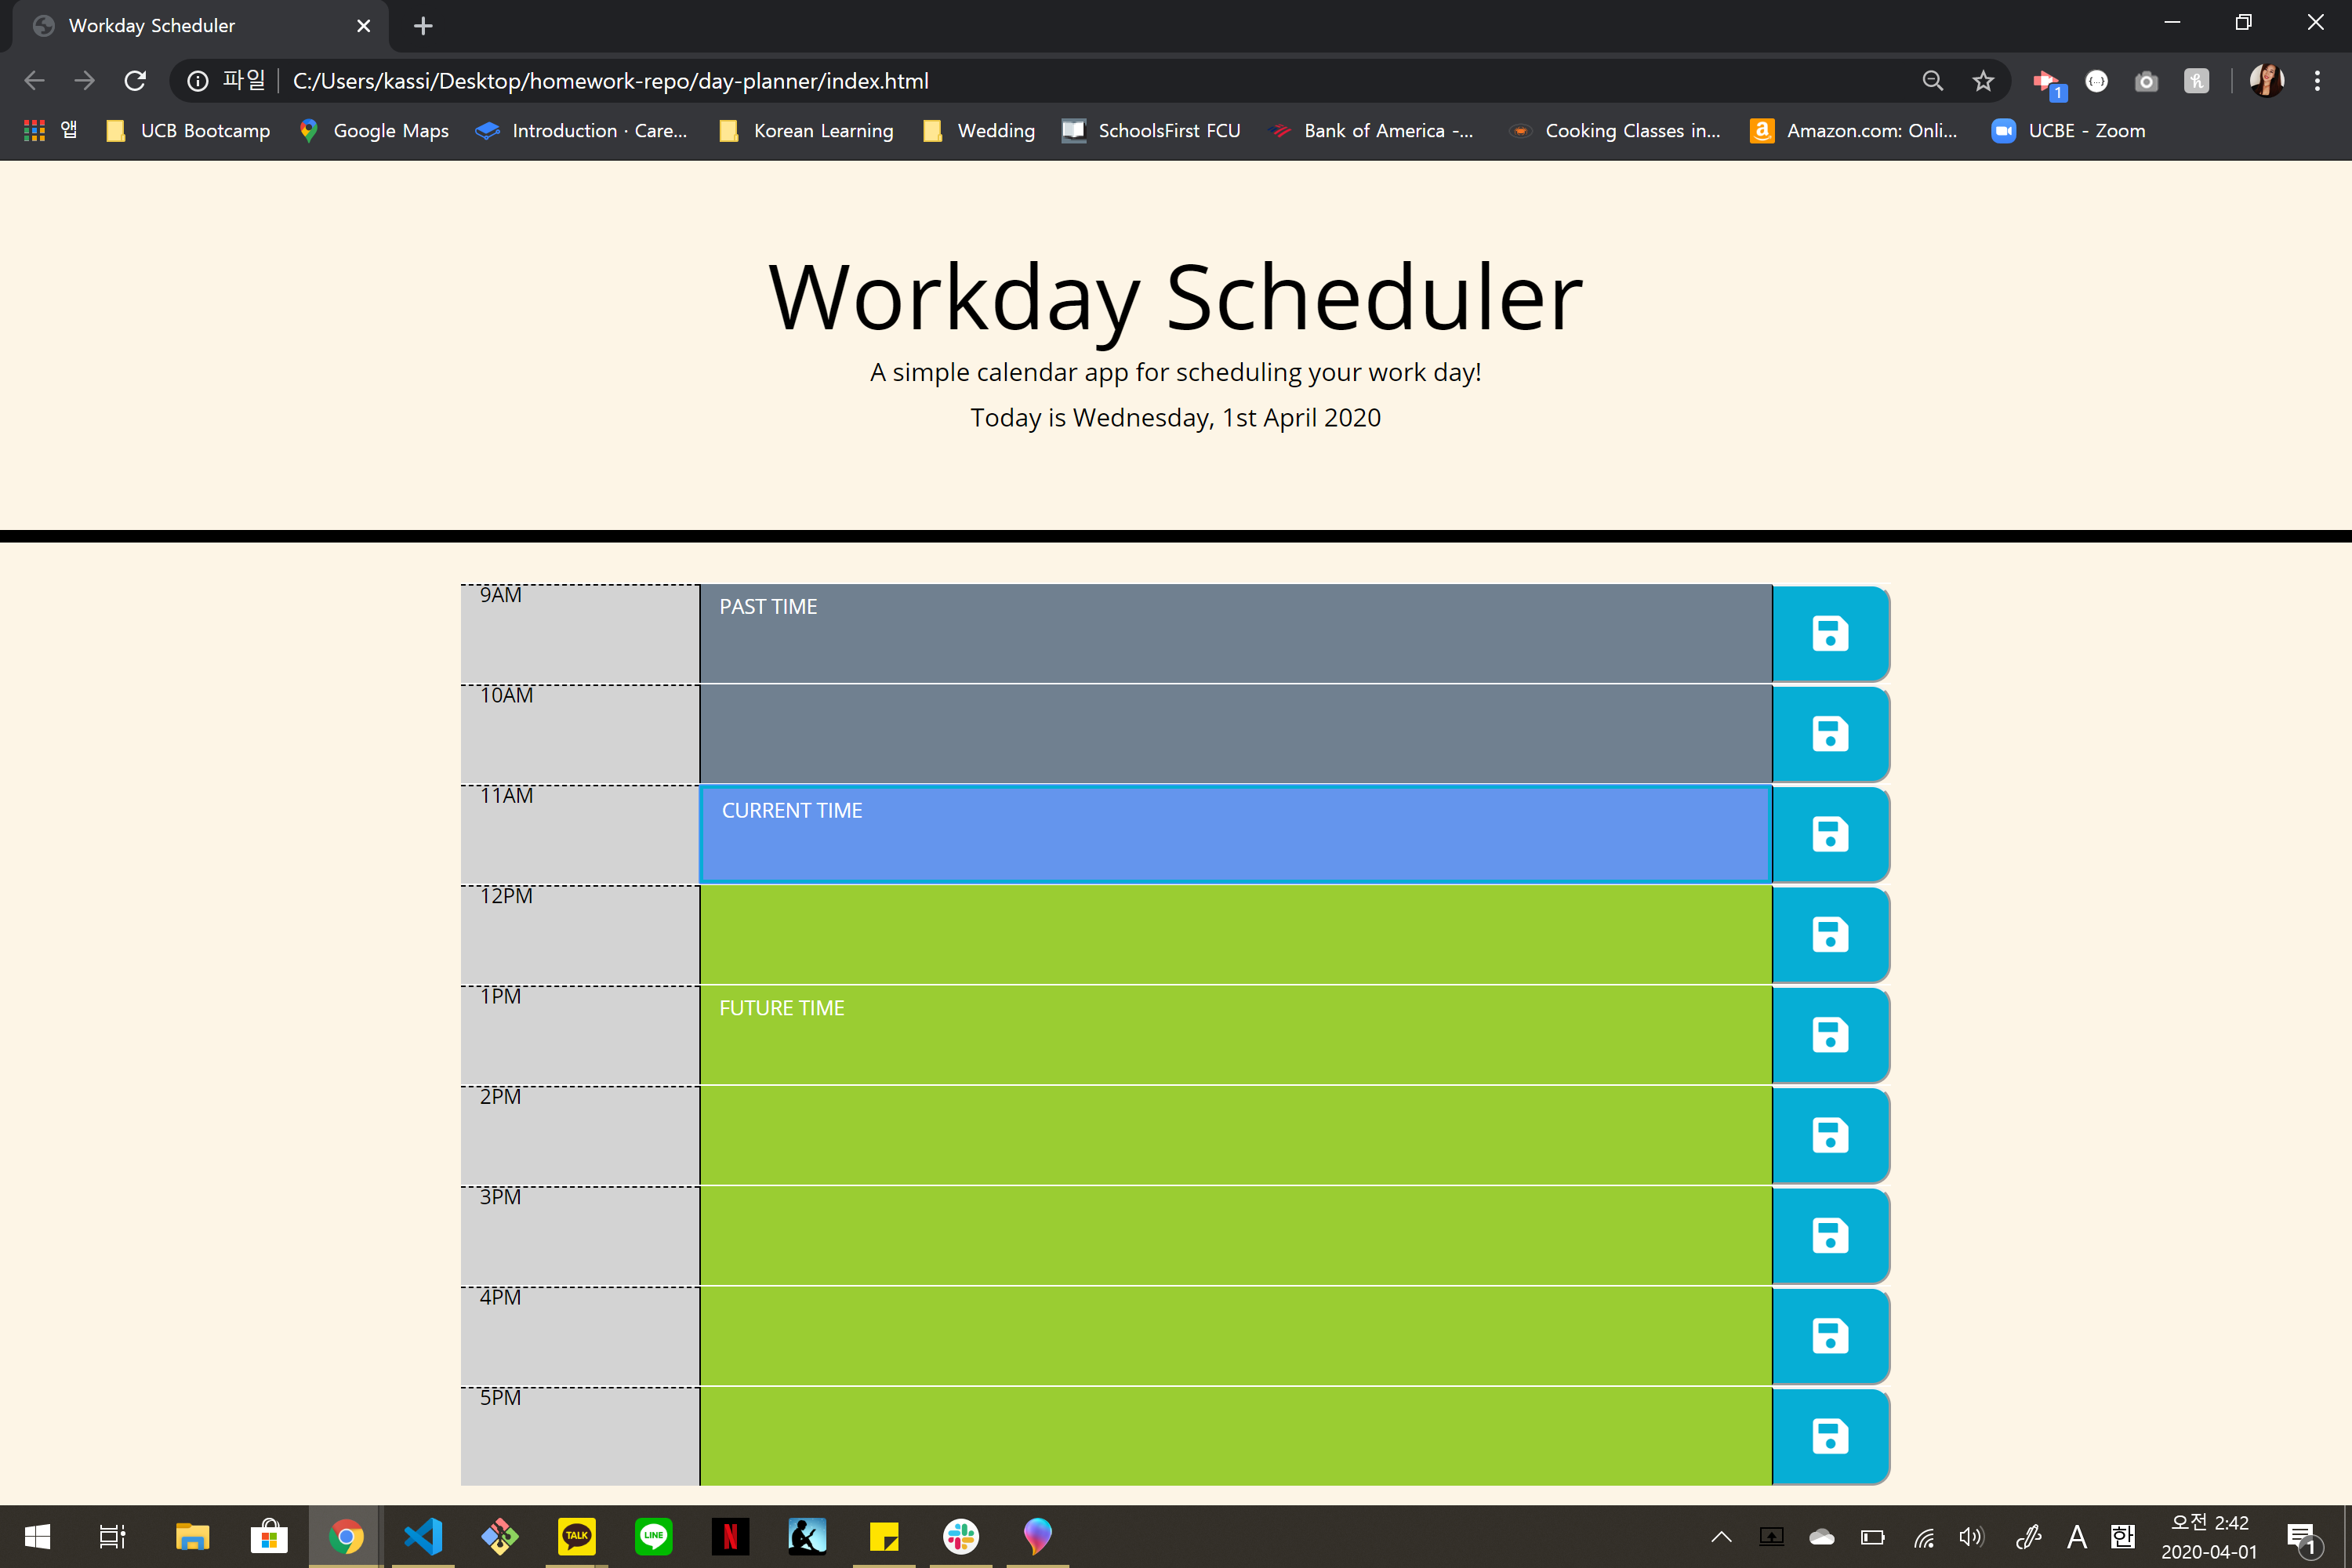 Workday Scheduler
파일 C:/Users/kassi/Desktop/homework-repo/day-planner/index.html
1
앱 UCB Bootcamp Google Maps Introduction · Care... Korean Learning Wedding SchoolsFirst FCU Bank of America -... Cooking Classes in... Amazon.com: Onli... UCBE - Zoom
Workday Scheduler
A simple calendar app for scheduling your work day!
Today is Wednesday, 1st April 2020
9AM PAST TIME
10AM
11AM CURRENT TIME
12PM
1PM FUTURE TIME
2PM
3PM
4PM
5PM
TALK LINE N A 한 오전 2:42
2020-04-01 1